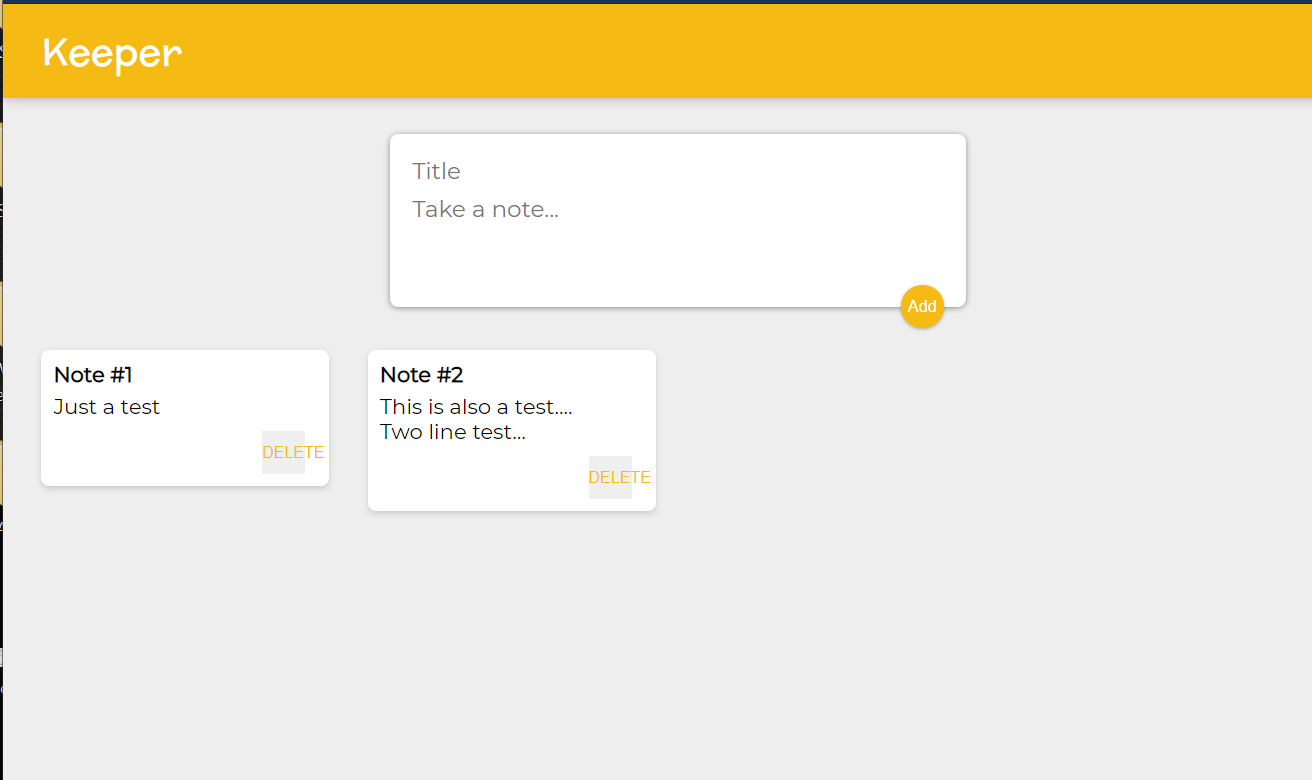 Keeper
Title
Take a note...
Add
Note #1
Just a test
DELETE
Note #2
This is also a test....
Two line test...
DELETE